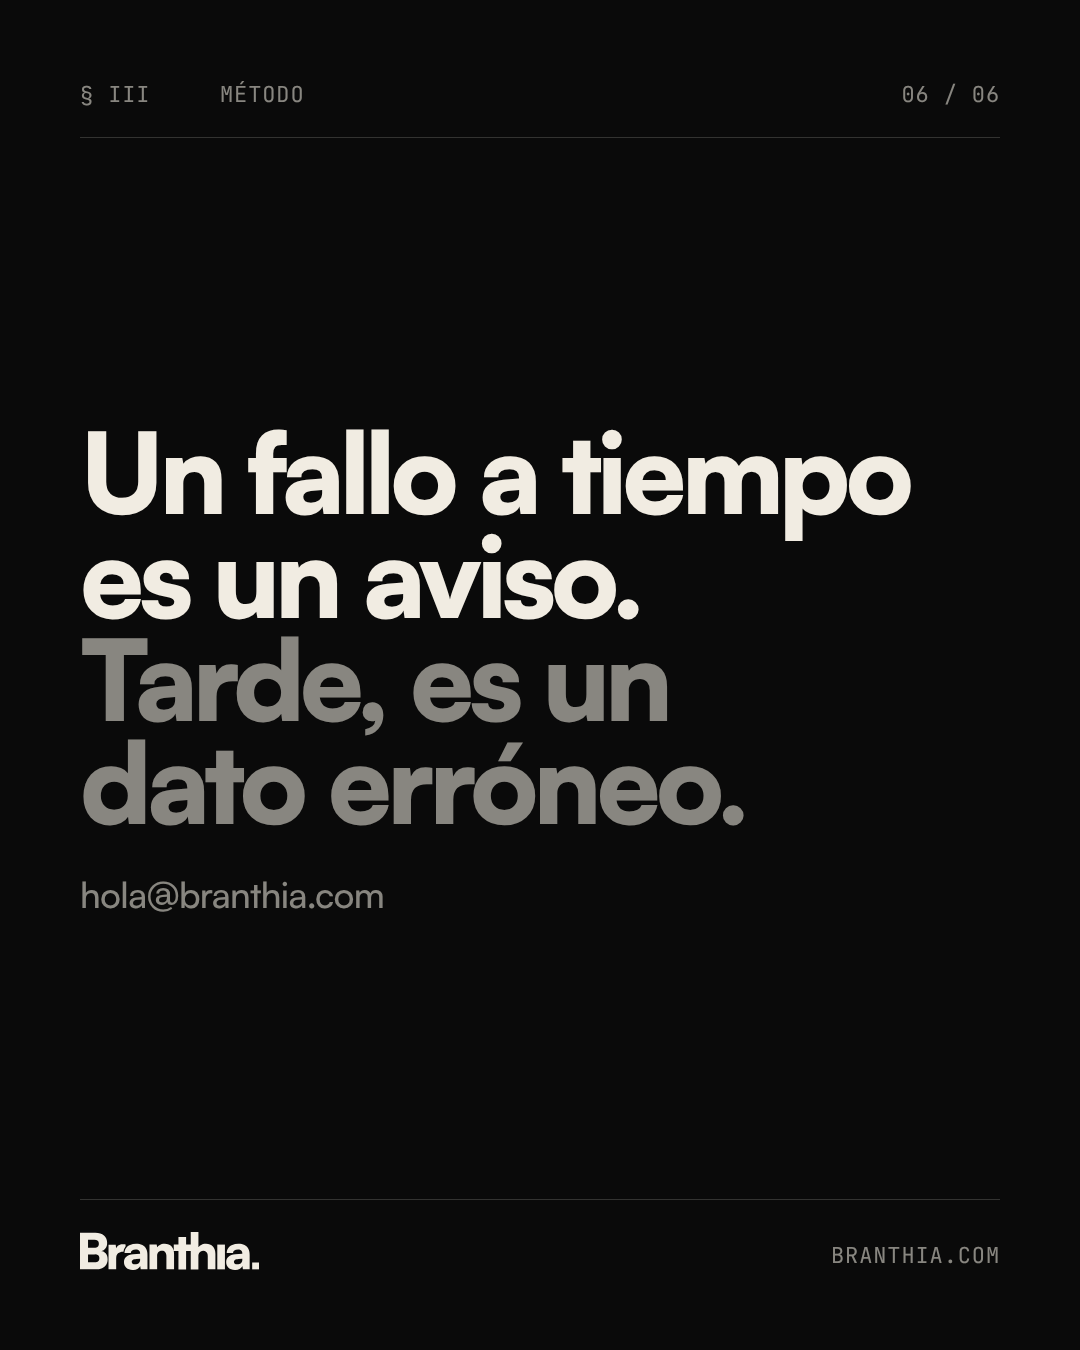 § III MÉTODO 06 / 06
Un fallo a tiempo
es un aviso.
Tarde, es un
dato erróneo.
hola@branthia.com
Branthıa. BRANTHIA.COM